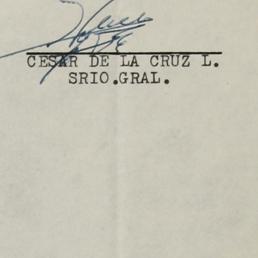 CESAR DE LA CRUZ L.
SRIO.GRAL.